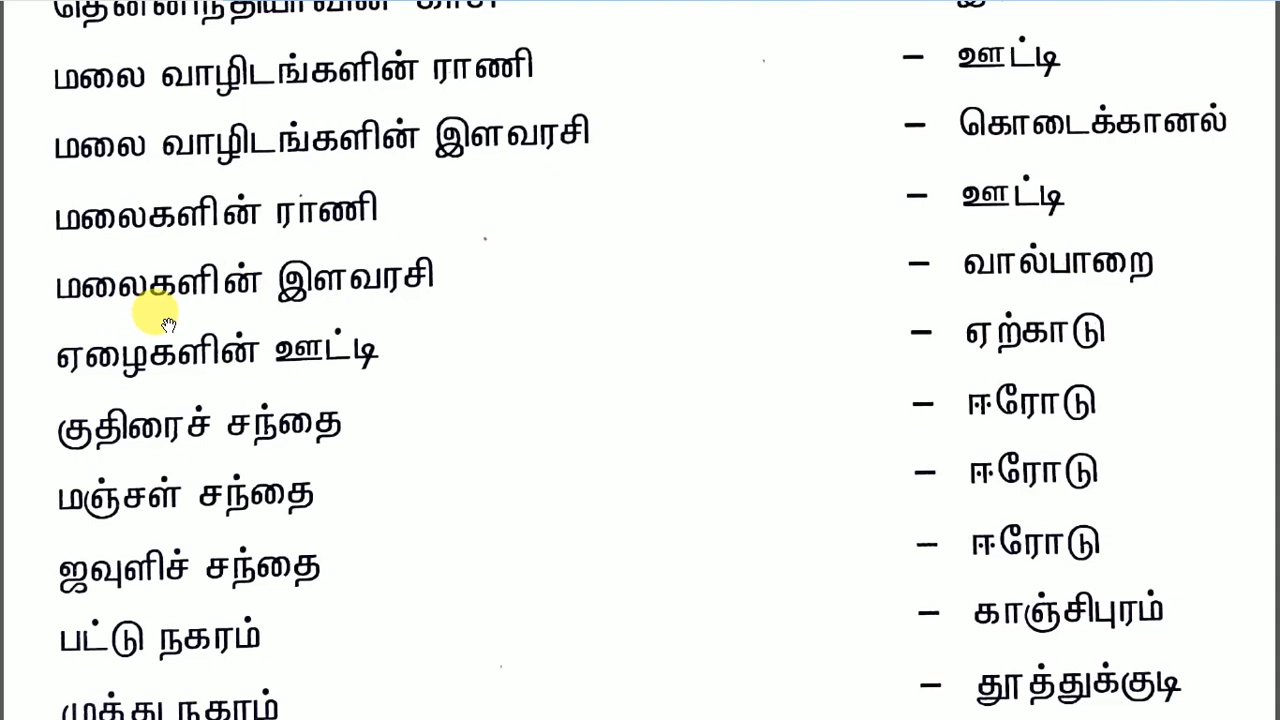 தென்னிந்தியாவின் காசி
மலை வாழிடங்களின் ராணி – ஊட்டி
மலை வாழிடங்களின் இளவரசி – கொடைக்கானல்
மலைகளின் ராணி – ஊட்டி
மலைகளின் இளவரசி – வால்பாறை
ஏழைகளின் ஊட்டி – ஏற்காடு
குதிரைச் சந்தை – ஈரோடு
மஞ்சள் சந்தை – ஈரோடு
ஜவுளிச் சந்தை – ஈரோடு
பட்டு நகரம் – காஞ்சிபுரம்
முத்து நகரம் – தூத்துக்குடி